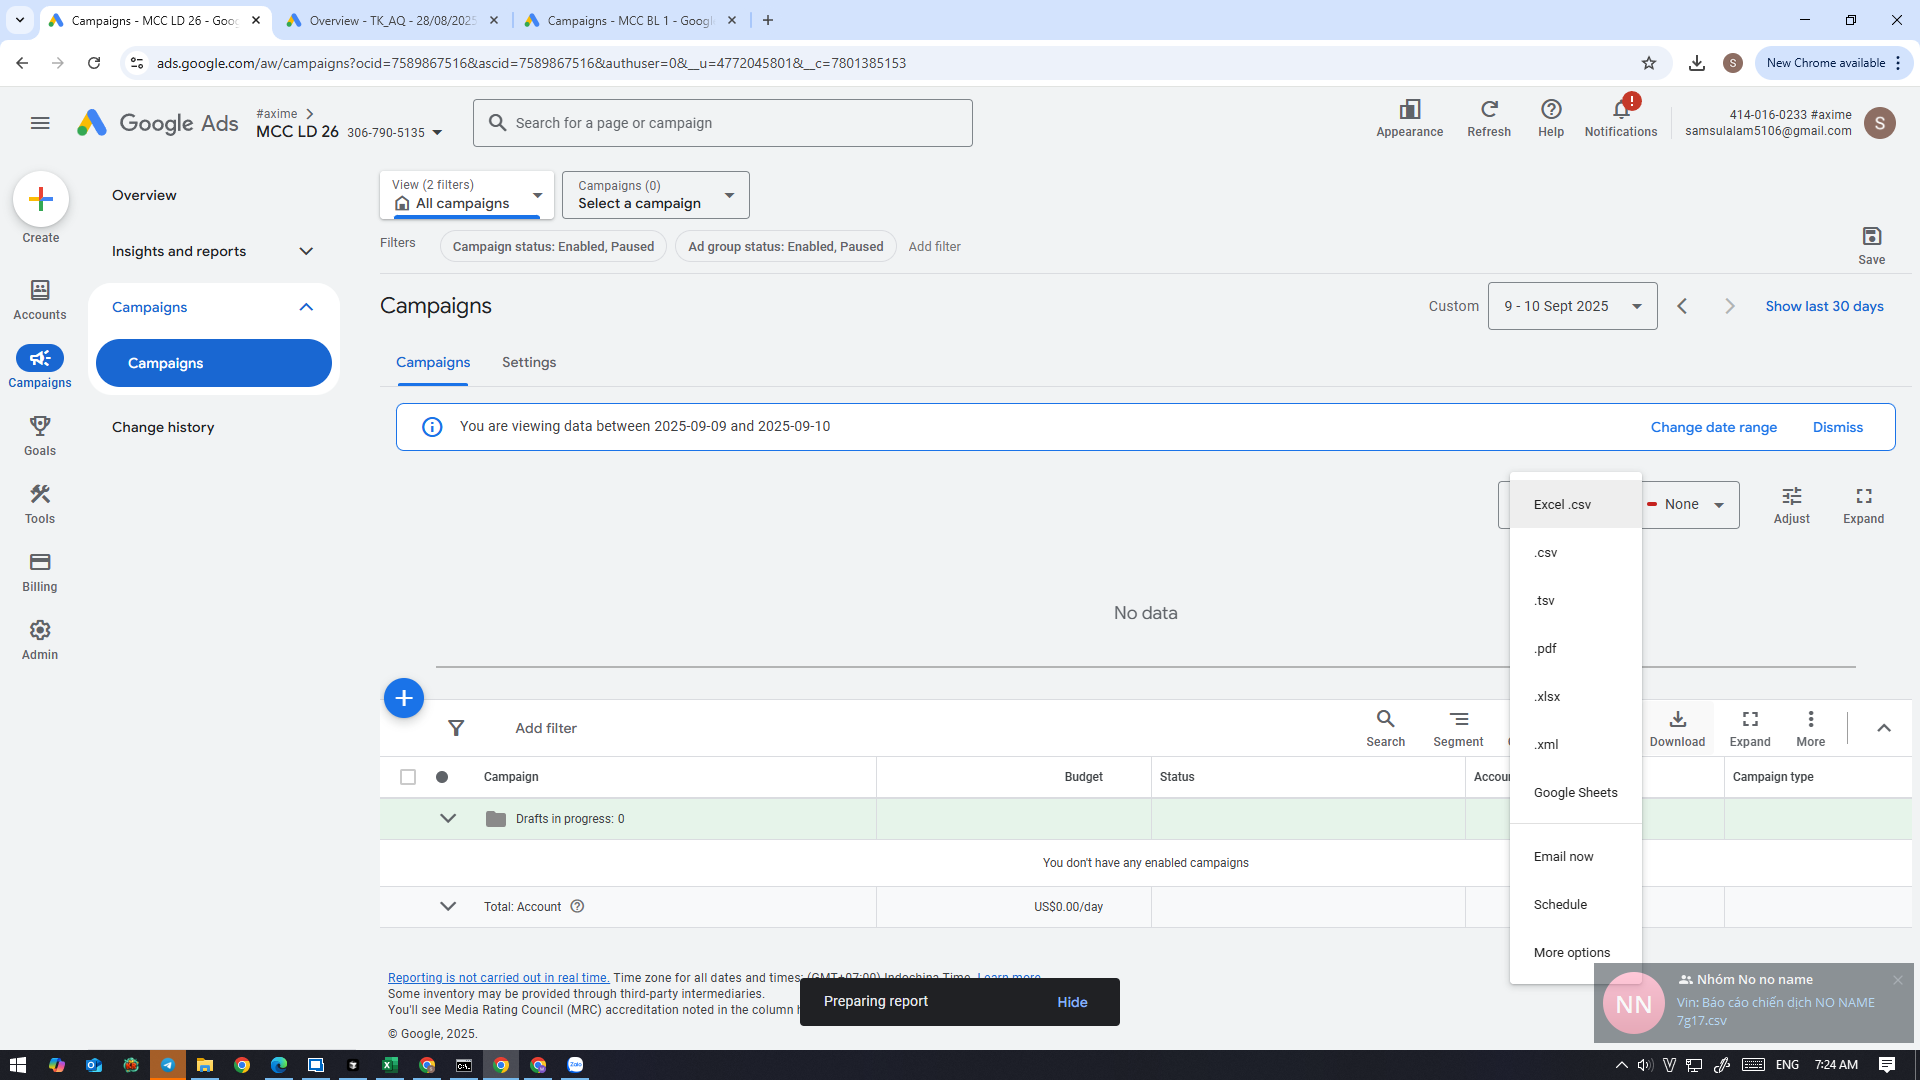 Campaigns - MCC LD 26 - Goog
Overview - TK_AQ - 28/08/2025
Campaigns - MCC BL 1 - Google
ads.google.com/aw/campaigns?ocid=7589867516&ascid=7589867516&authuser=0&__u=4772045801&__c=7801385153
S
New Chrome available
Google Ads
#axime
MCC LD 26 306-790-5135
Search for a page or campaign
Appearance
Refresh
Help
!
Notifications
414-016-0233 #axime
samsulalam5106@gmail.com
S
Create
Accounts
Campaigns
Goals
Tools
Billing
Admin
Overview
Insights and reports
Campaigns
Campaigns
Change history
View (2 filters)
All campaigns
Campaigns (0)
Select a campaign
Filters
Campaign status: Enabled, Paused
Ad group status: Enabled, Paused
Add filter
Save
Campaigns
Custom
9 - 10 Sept 2025
Show last 30 days
Campaigns
Settings
You are viewing data between 2025-09-09 and 2025-09-10
Change date range
Dismiss
None
Adjust
Expand
Excel .csv
.csv
.tsv
.pdf
.xlsx
.xml
Google Sheets
Email now
Schedule
More options
No data
Add filter
Search
Segment
Download
Expand
More
Campaign
Budget
Status
Accou
Campaign type
Drafts in progress: 0
You don't have any enabled campaigns
Total: Account
US$0.00/day
Reporting is not carried out in real time. Time zone for all dates and times: (GMT+07:00) Indochina Time. Learn more
Some inventory may be provided through third-party intermediaries.
You'll see Media Rating Council (MRC) accreditation noted in the column h
© Google, 2025.
Preparing report
Hide
NN
Nhóm No no name
Vin: Báo cáo chiến dịch NO NAME
7g17.csv
Zalo
ENG
7:24 AM